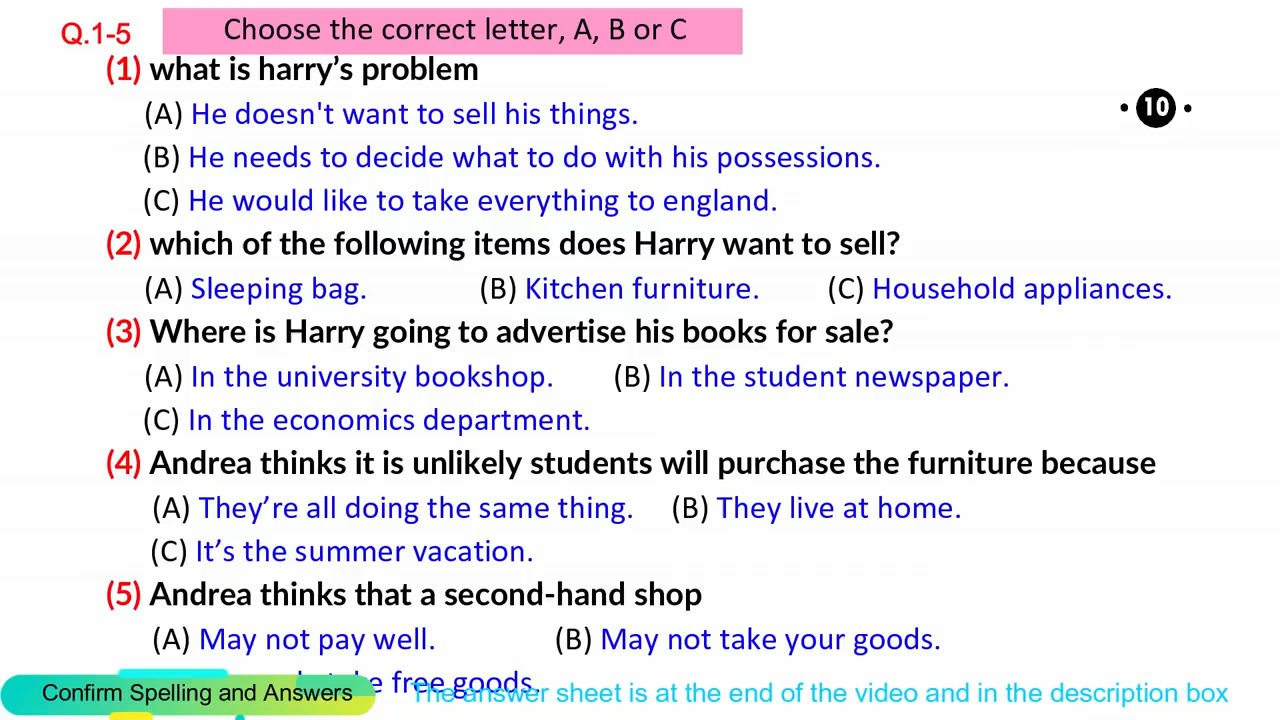 Q.1-5 Choose the correct letter, A, B or C
(1) what is harry's problem
(A) He doesn't want to sell his things.
• 10 •
(B) He needs to decide what to do with his possessions.
(C) He would like to take everything to england.
(2) which of the following items does Harry want to sell?
(A) Sleeping bag. (B) Kitchen furniture. (C) Household appliances.
(3) Where is Harry going to advertise his books for sale?
(A) In the university bookshop. (B) In the student newspaper.
(C) In the economics department.
(4) Andrea thinks it is unlikely students will purchase the furniture because
(A) They're all doing the same thing. (B) They live at home.
(C) It's the summer vacation.
(5) Andrea thinks that a second-hand shop
(A) May not pay well. (B) May not take your goods.
free goods.
Confirm Spelling and Answers The answer sheet is at the end of the video and in the description box